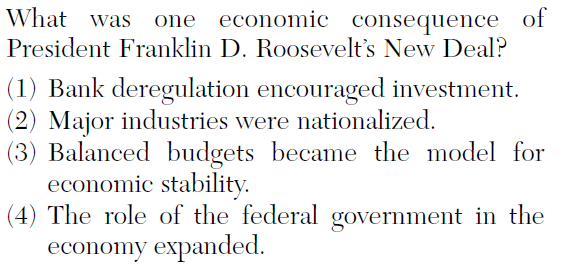 What was one economic consequence of
President Franklin D. Roosevelt’s New Deal?
(1) Bank deregulation encouraged investment.
(2) Major industries were nationalized.
(3) Balanced budgets became the model for
economic stability.
(4) The role of the federal government in the
economy expanded.